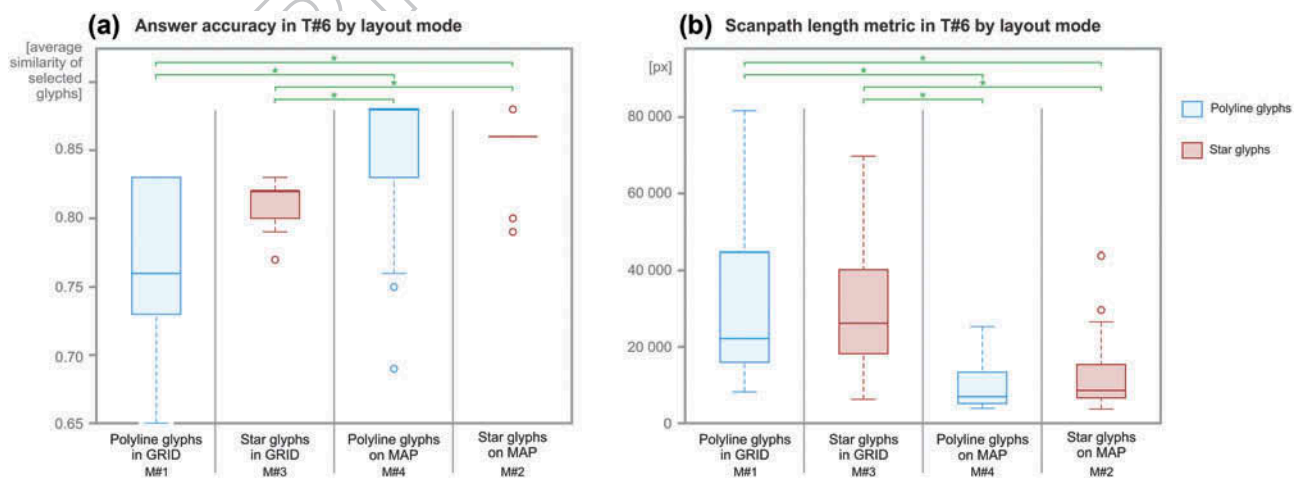 (a) Answer accuracy in T#6 by layout mode
[average
similarity of
selected
glyphs]
* * * *
0.85
0.80
0.75
0.70
0.65
Polyline glyphs
in GRID
M#1
Star glyphs
in GRID
M#3
Polyline glyphs
on MAP
M#4
Star glyphs
on MAP
M#2
(b) Scanpath length metric in T#6 by layout mode
[px]
* * * *
80 000
60 000
40 000
20 000
0
Polyline glyphs
in GRID
M#1
Star glyphs
in GRID
M#3
Polyline glyphs
on MAP
M#4
Star glyphs
on MAP
M#2
Polyline glyphs
Star glyphs